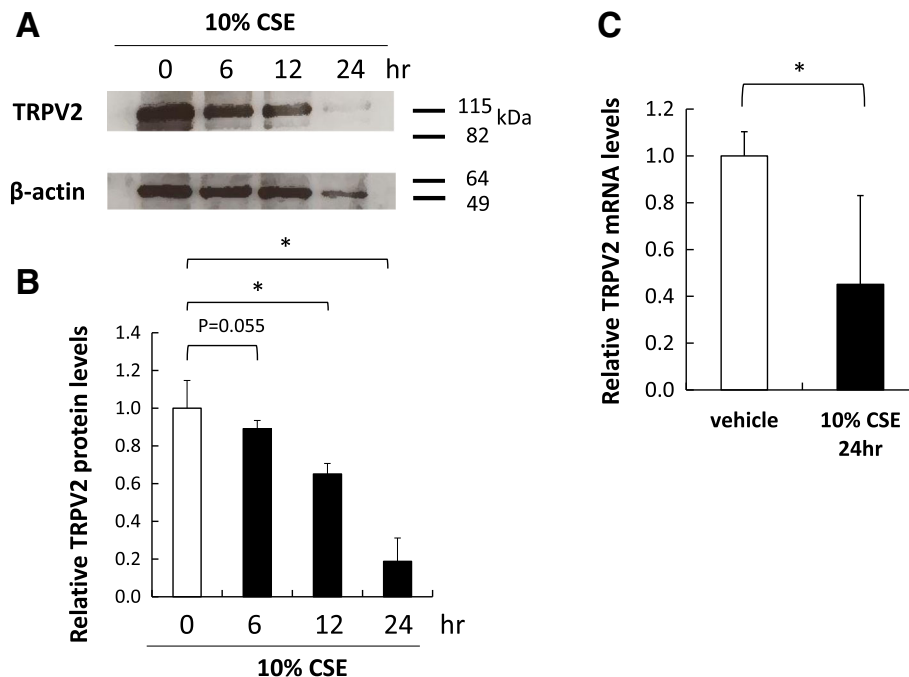 A
10% CSE
0 6 12 24 hr
TRPV2
115 kDa
82
β-actin
64
49
B
*
*
P=0.055
Relative TRPV2 protein levels
1.4
1.2
1.0
0.8
0.6
0.4
0.2
0.0
0 6 12 24 hr
10% CSE
C
*
Relative TRPV2 mRNA levels
1.2
1.0
0.8
0.6
0.4
0.2
0.0
vehicle
10% CSE
24hr